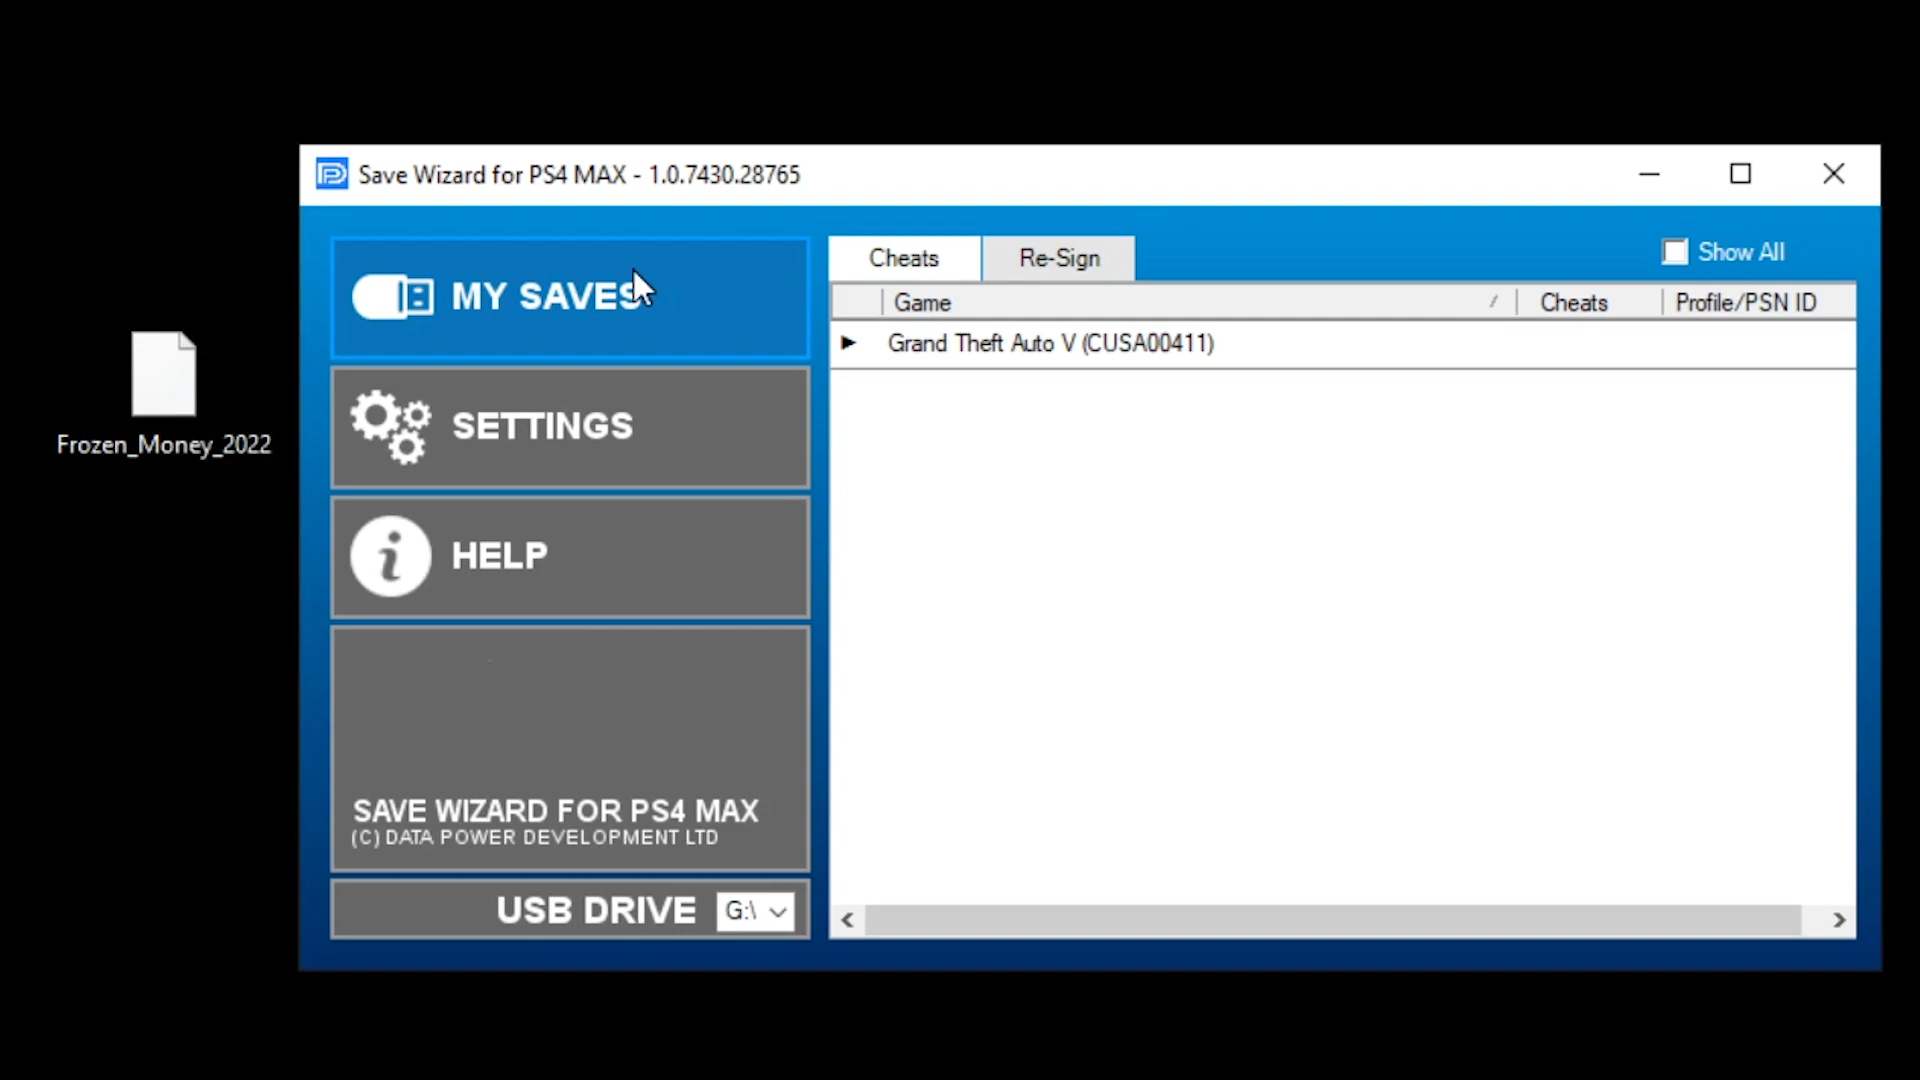 Save Wizard for PS4 MAX - 1.0.7430.28765
MY SAVES
SETTINGS
HELP
SAVE WIZARD FOR PS4 MAX
(C) DATA POWER DEVELOPMENT LTD
USB DRIVE G:\
Cheats Re-Sign Show All
Game Cheats Profile/PSN ID
Grand Theft Auto V (CUSA00411)
Frozen_Money_2022